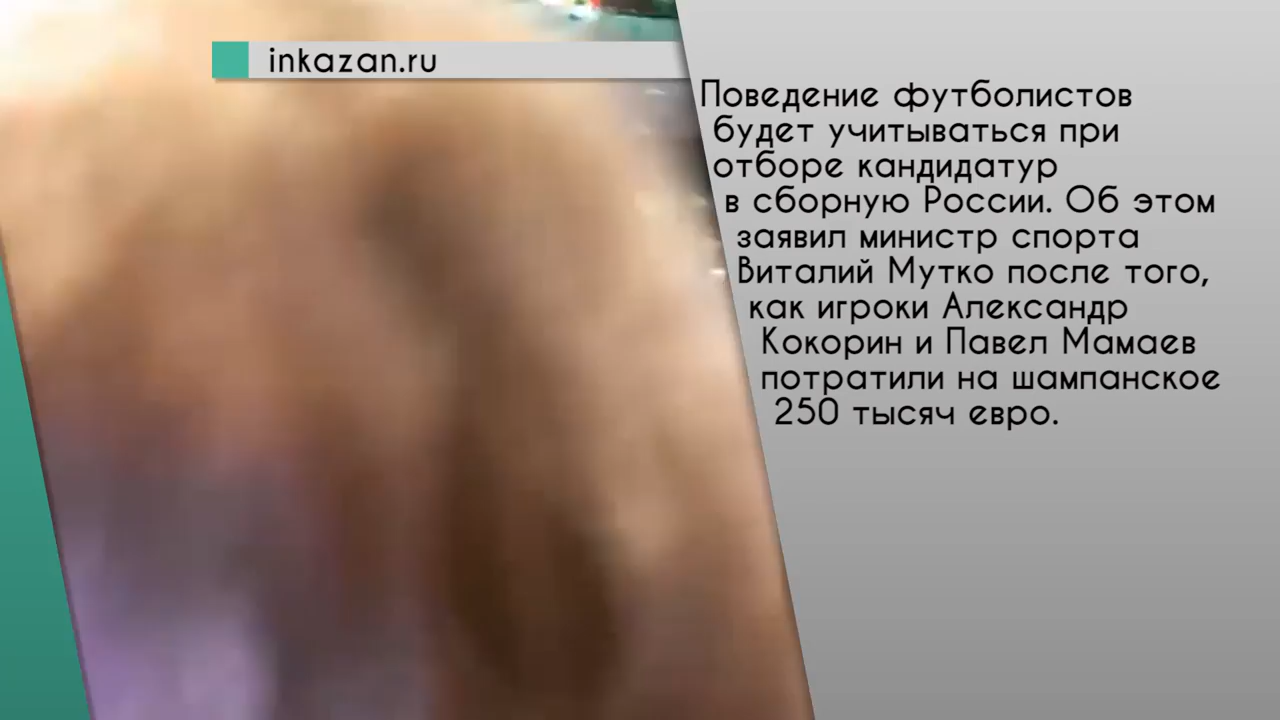 inkazan.ru
Поведение футболистов
будет учитываться при
отборе кандидатур
в сборную России. Об этом
заявил министр спорта
Виталий Мутко после того,
как игроки Александр
Кокорин и Павел Мамаев
потратили на шампанское
250 тысяч евро.